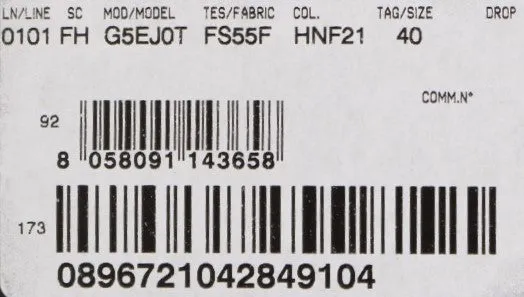 LN/LINE SC MOD/MODEL TES/FABRIC COL. TAG/SIZE DROP
0101 FH G5EJ0T FS55F HNF21 40
COMM.N°
92
8 058091 143658
173
0896721042849104